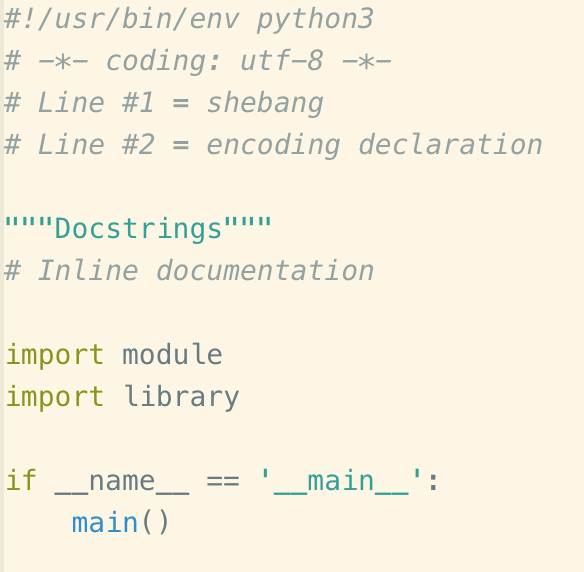 #!/usr/bin/env python3
# -*- coding: utf-8 -*-
# Line #1 = shebang
# Line #2 = encoding declaration
"""Docstrings"""
# Inline documentation
import module
import library
if __name__ == '__main__':
    main()